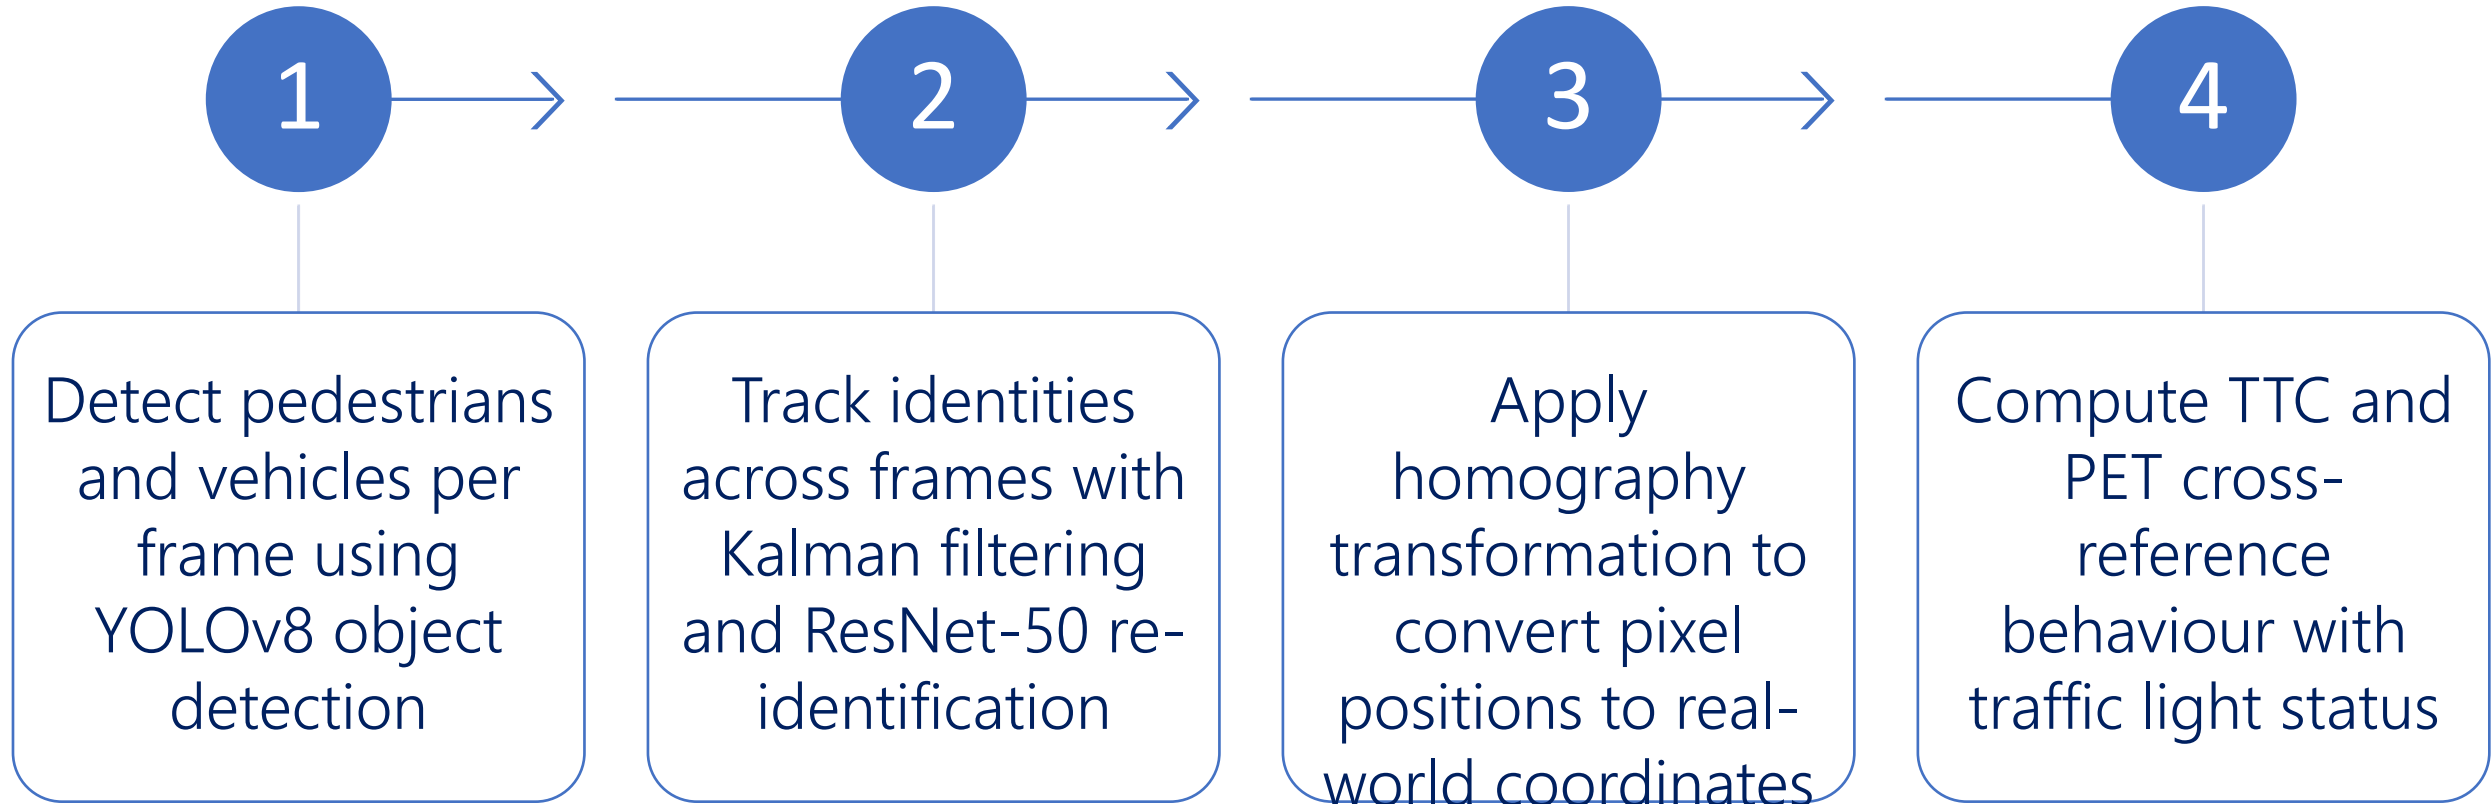 1
2
3
4
Detect pedestrians
and vehicles per
frame using
YOLOv8 object
detection
Track identities
across frames with
Kalman filtering
and ResNet-50 re-
identification
Apply
homography
transformation to
convert pixel
positions to real-
world coordinates
Compute TTC and
PET cross-
reference
behaviour with
traffic light status